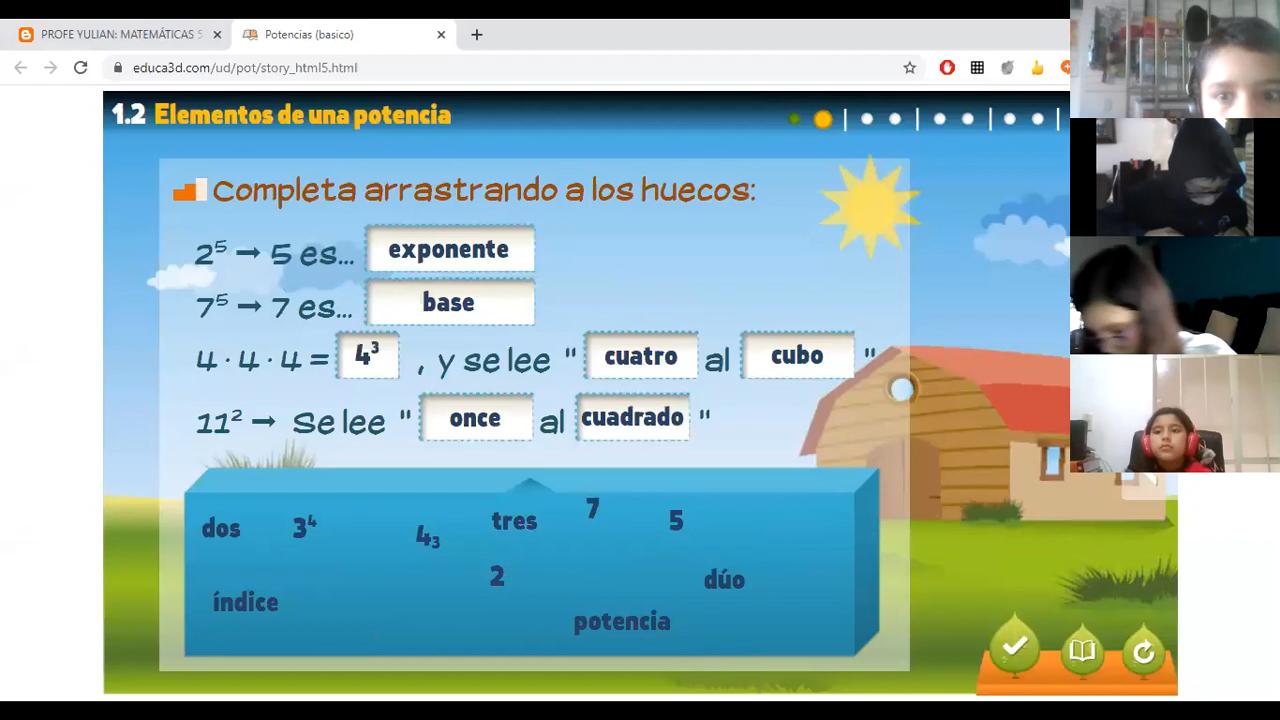 PROFE YULIAN: MATEMÁTICAS 5
Potencias (basico)
educa3d.com/ud/pot/story_html5.html
1.2 Elementos de una potencia
Completa arrastrando a los huecos:
2⁵ → 5 es... exponente
7⁵ → 7 es... base
4 · 4 · 4 = 4³ , y se lee " cuatro al cubo "
11² → Se lee " once al cuadrado "
dos 3⁴ 4₃ tres 7 5
índice 2 dúo
potencia